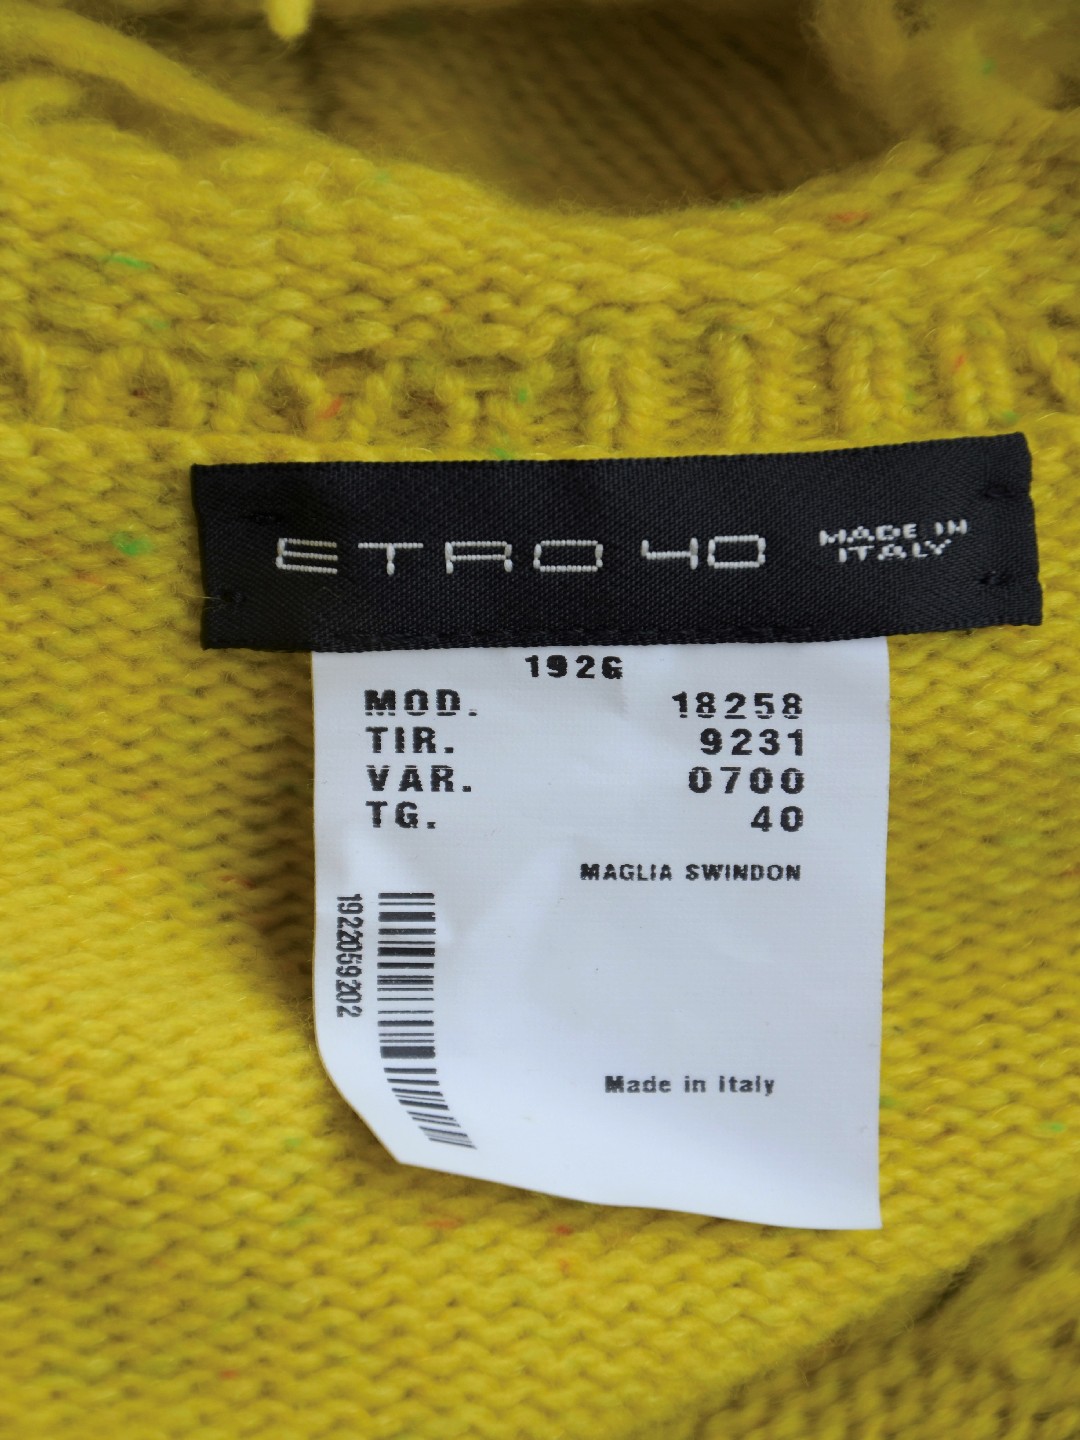 ETRO 40 MADE IN ITALY
1926
MOD. 18258
TIR. 9231
VAR. 0700
TG. 40
MAGLIA SWINDON
1922059202
Made in Italy